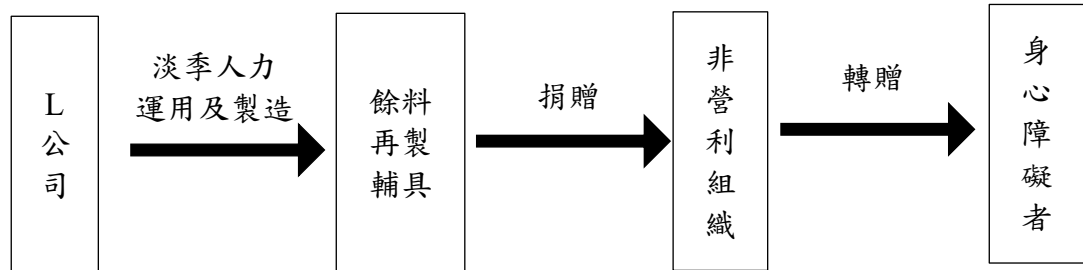 L公司
淡季人力
運用及製造
餘料
再製
輔具
捐贈
非營利組織
轉贈
身心障礙者